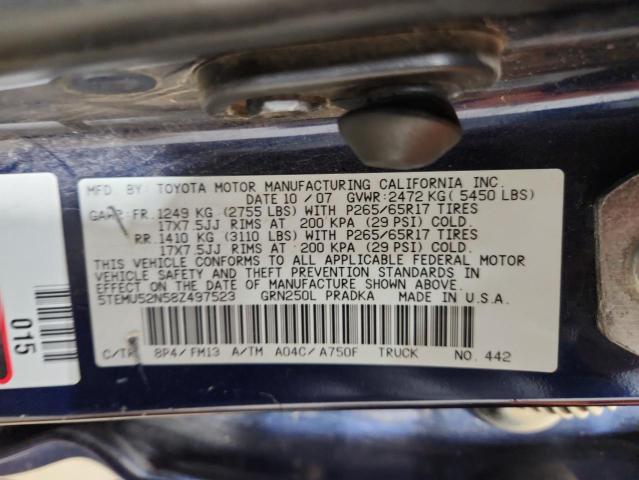 MFD. BY: TOYOTA MOTOR MANUFACTURING CALIFORNIA INC.
DATE 10/07 GVWR:2472 KG( 5450 LBS)
GAWR FR. 1249 KG (2755 LBS) WITH P265/65R17 TIRES
17X7.5JJ RIMS AT 200 KPA (29 PSI) COLD.
RR. 1410 KG (3110 LBS) WITH P265/65R17 TIRES
17X7.5JJ RIMS AT 200 KPA (29 PSI) COLD.
THIS VEHICLE CONFORMS TO ALL APPLICABLE FEDERAL MOTOR
VEHICLE SAFETY AND THEFT PREVENTION STANDARDS IN
EFFECT ON THE DATE OF MANUFACTURE SHOWN ABOVE.
5TEMU52N58Z497523 GRN250L PRADKA MADE IN U.S.A.
C/TR 8P4/FM13 A/TM A04C/A750F TRUCK NO. 442
015